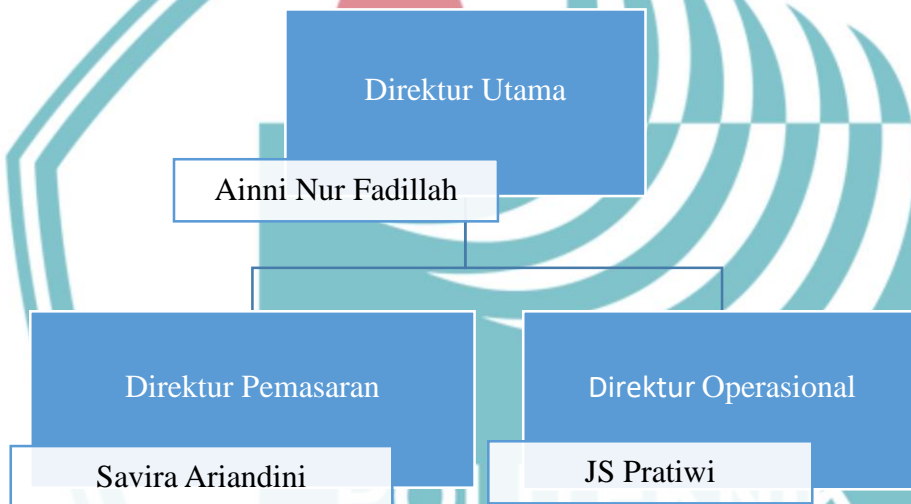 Direktur Utama
Ainni Nur Fadillah
Direktur Pemasaran
Direktur Operasional
Savira Ariandini
JS Pratiwi